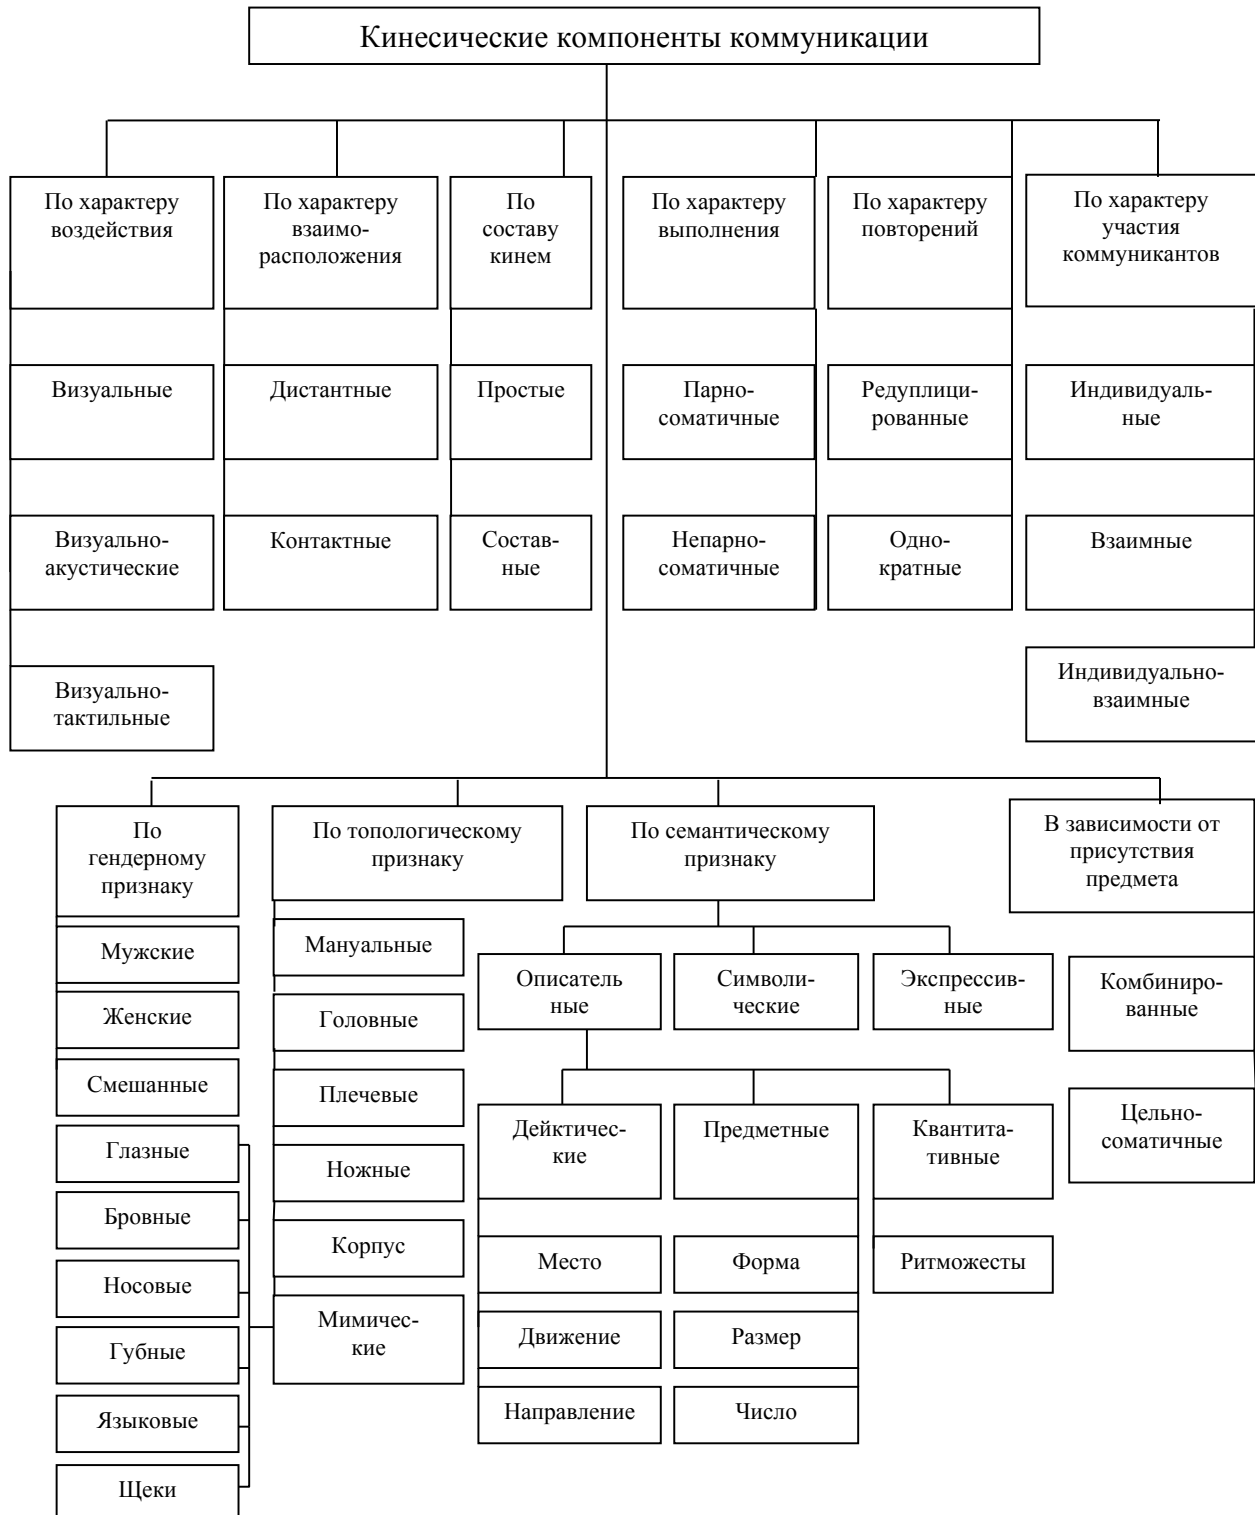 Кинесические компоненты коммуникации
По характеру
воздействия
По характеру
взаимо-
расположения
По
составу
кинем
По характеру
выполнения
По характеру
повторений
По характеру
участия
коммуникантов
Визуальные
Дистантные
Простые
Парно-
соматичные
Редуплици-
рованные
Индивидуаль-
ные
Визуально-
акустические
Контактные
Состав-
ные
Непарно-
соматичные
Одно-
кратные
Взаимные
Визуально-
тактильные
Индивидуально-
взаимные
По
гендерному
признаку
По топологическому
признаку
По семантическому
признаку
В зависимости от
присутствия
предмета
Мужские
Женские
Смешанные
Глазные
Бровные
Носовые
Губные
Языковые
Щеки
Мануальные
Головные
Плечевые
Ножные
Корпус
Мимичес-
кие
Описатель
ные
Символи-
ческие
Экспрессив-
ные
Дейктичес-
кие
Предметные
Квантита-
тивные
Место
Форма
Ритможесты
Движение
Размер
Направление
Число
Комбиниро-
ванные
Цельно-
соматичные